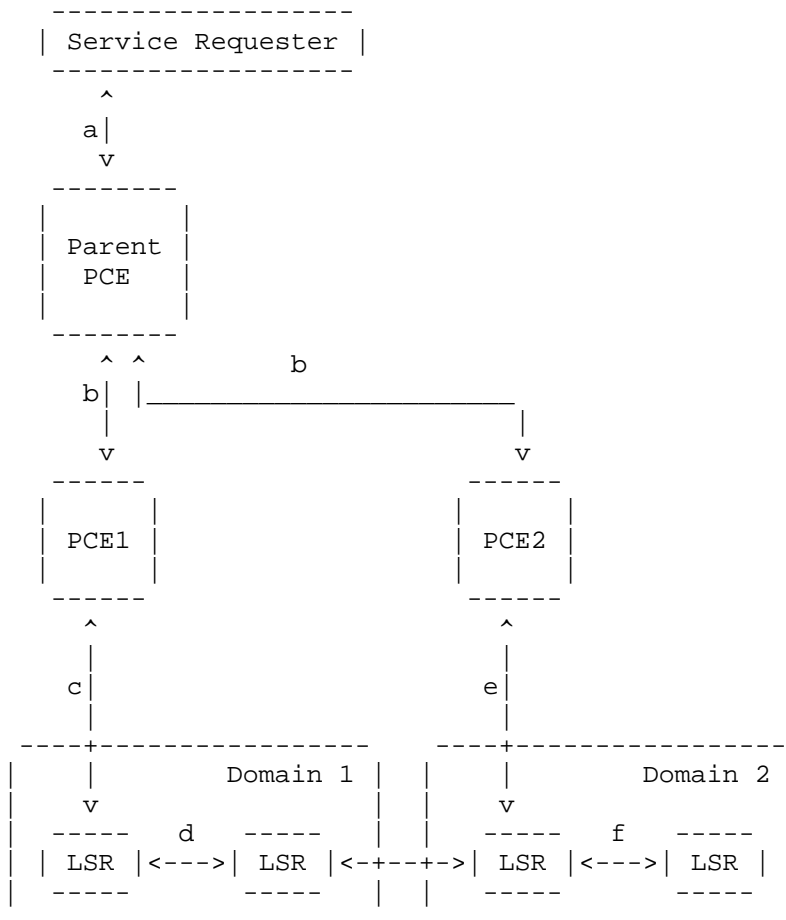 Service Requester
a
v
Parent
PCE
b
b
v v
PCE1 PCE2
c e
Domain 1 Domain 2
v v
d f
LSR <---> LSR <-+--+-> LSR <---> LSR